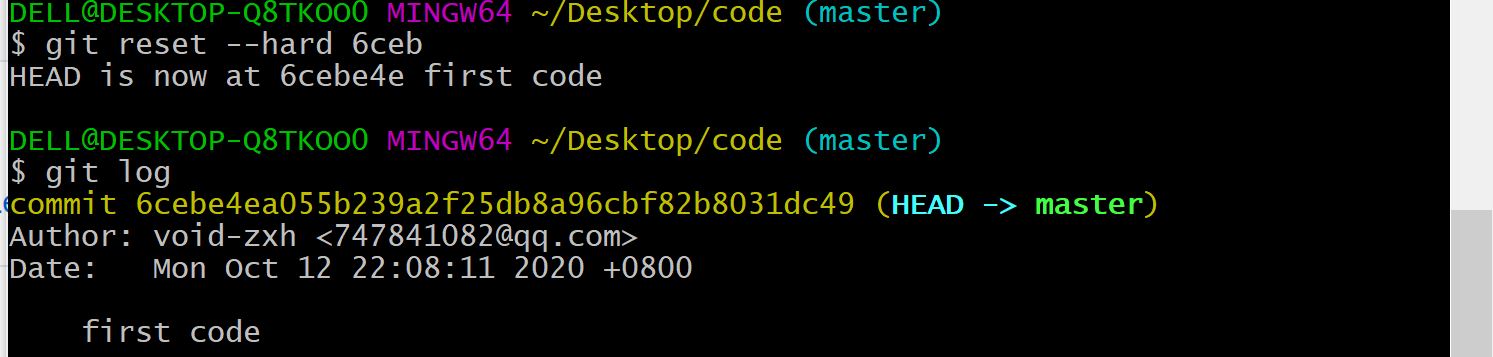 DELL@DESKTOP-Q8TKOO0 MINGW64 ~/Desktop/code (master)
$ git reset --hard 6ceb
HEAD is now at 6cebe4e first code
DELL@DESKTOP-Q8TKOO0 MINGW64 ~/Desktop/code (master)
$ git log
commit 6cebe4ea055b239a2f25db8a96cbf82b8031dc49 (HEAD -> master)
Author: void-zxh <747841082@qq.com>
Date:   Mon Oct 12 22:08:11 2020 +0800
    first code